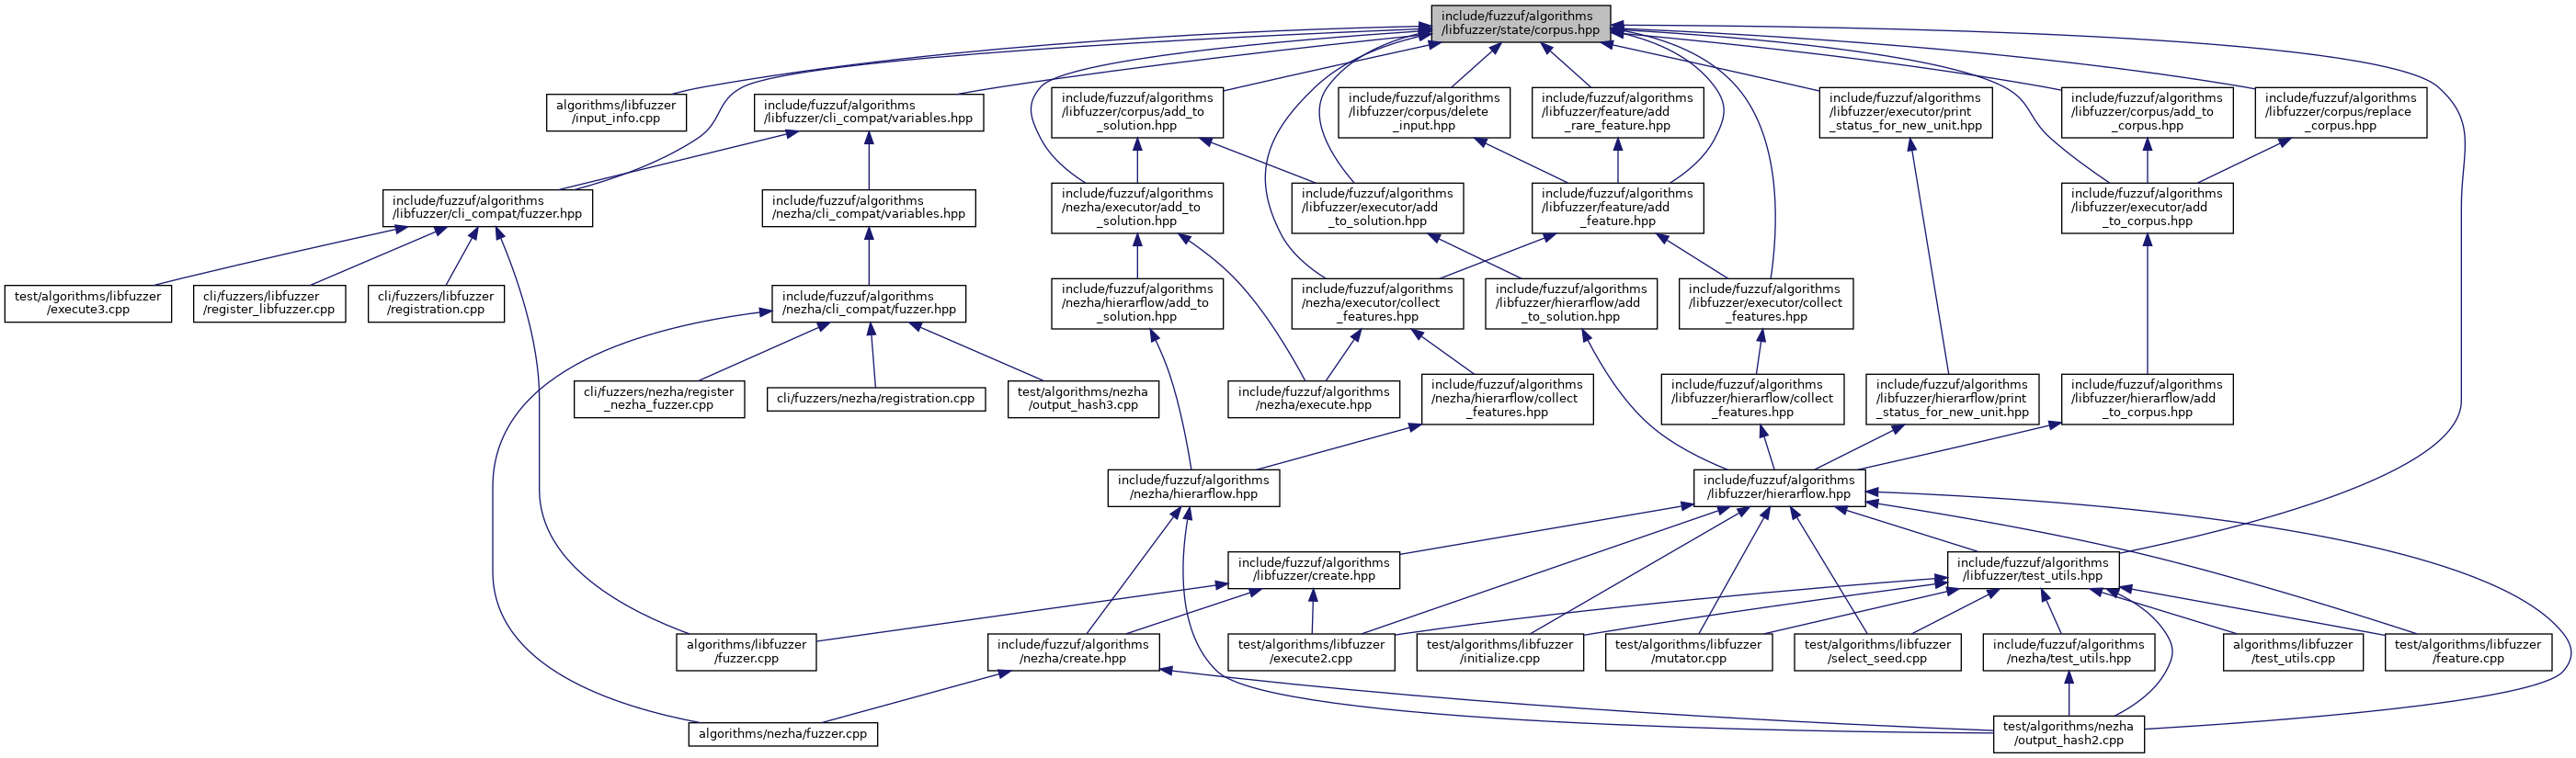 include/fuzzuf/algorithms
/libfuzzer/state/corpus.hpp
algorithms/libfuzzer
/input_info.cpp
include/fuzzuf/algorithms
/libfuzzer/cli_compat/variables.hpp
include/fuzzuf/algorithms
/libfuzzer/corpus/add_to
_solution.hpp
include/fuzzuf/algorithms
/libfuzzer/corpus/delete
_input.hpp
include/fuzzuf/algorithms
/libfuzzer/feature/add
_rare_feature.hpp
include/fuzzuf/algorithms
/libfuzzer/executor/print
_status_for_new_unit.hpp
include/fuzzuf/algorithms
/libfuzzer/corpus/add_to
_corpus.hpp
include/fuzzuf/algorithms
/libfuzzer/corpus/replace
_corpus.hpp
include/fuzzuf/algorithms
/libfuzzer/cli_compat/fuzzer.hpp
include/fuzzuf/algorithms
/nezha/cli_compat/variables.hpp
include/fuzzuf/algorithms
/nezha/executor/add_to
_solution.hpp
include/fuzzuf/algorithms
/libfuzzer/executor/add
_to_solution.hpp
include/fuzzuf/algorithms
/libfuzzer/feature/add
_feature.hpp
include/fuzzuf/algorithms
/libfuzzer/executor/add
_to_corpus.hpp
test/algorithms/libfuzzer
/execute3.cpp
cli/fuzzers/libfuzzer
/register_libfuzzer.cpp
cli/fuzzers/libfuzzer
/registration.cpp
include/fuzzuf/algorithms
/nezha/cli_compat/fuzzer.hpp
include/fuzzuf/algorithms
/nezha/hierarflow/add_to
_solution.hpp
include/fuzzuf/algorithms
/nezha/executor/collect
_features.hpp
include/fuzzuf/algorithms
/libfuzzer/hierarflow/add
_to_solution.hpp
include/fuzzuf/algorithms
/libfuzzer/executor/collect
_features.hpp
cli/fuzzers/nezha/register
_nezha_fuzzer.cpp
cli/fuzzers/nezha/registration.cpp
test/algorithms/nezha
/output_hash3.cpp
include/fuzzuf/algorithms
/nezha/execute.hpp
include/fuzzuf/algorithms
/nezha/hierarflow/collect
_features.hpp
include/fuzzuf/algorithms
/libfuzzer/hierarflow/collect
_features.hpp
include/fuzzuf/algorithms
/libfuzzer/hierarflow/print
_status_for_new_unit.hpp
include/fuzzuf/algorithms
/libfuzzer/hierarflow/add
_to_corpus.hpp
include/fuzzuf/algorithms
/nezha/hierarflow.hpp
include/fuzzuf/algorithms
/libfuzzer/hierarflow.hpp
include/fuzzuf/algorithms
/libfuzzer/create.hpp
include/fuzzuf/algorithms
/libfuzzer/test_utils.hpp
algorithms/libfuzzer
/fuzzer.cpp
include/fuzzuf/algorithms
/nezha/create.hpp
test/algorithms/libfuzzer
/execute2.cpp
test/algorithms/libfuzzer
/initialize.cpp
test/algorithms/libfuzzer
/mutator.cpp
test/algorithms/libfuzzer
/select_seed.cpp
include/fuzzuf/algorithms
/nezha/test_utils.hpp
algorithms/libfuzzer
/test_utils.cpp
test/algorithms/libfuzzer
/feature.cpp
algorithms/nezha/fuzzer.cpp
test/algorithms/nezha
/output_hash2.cpp